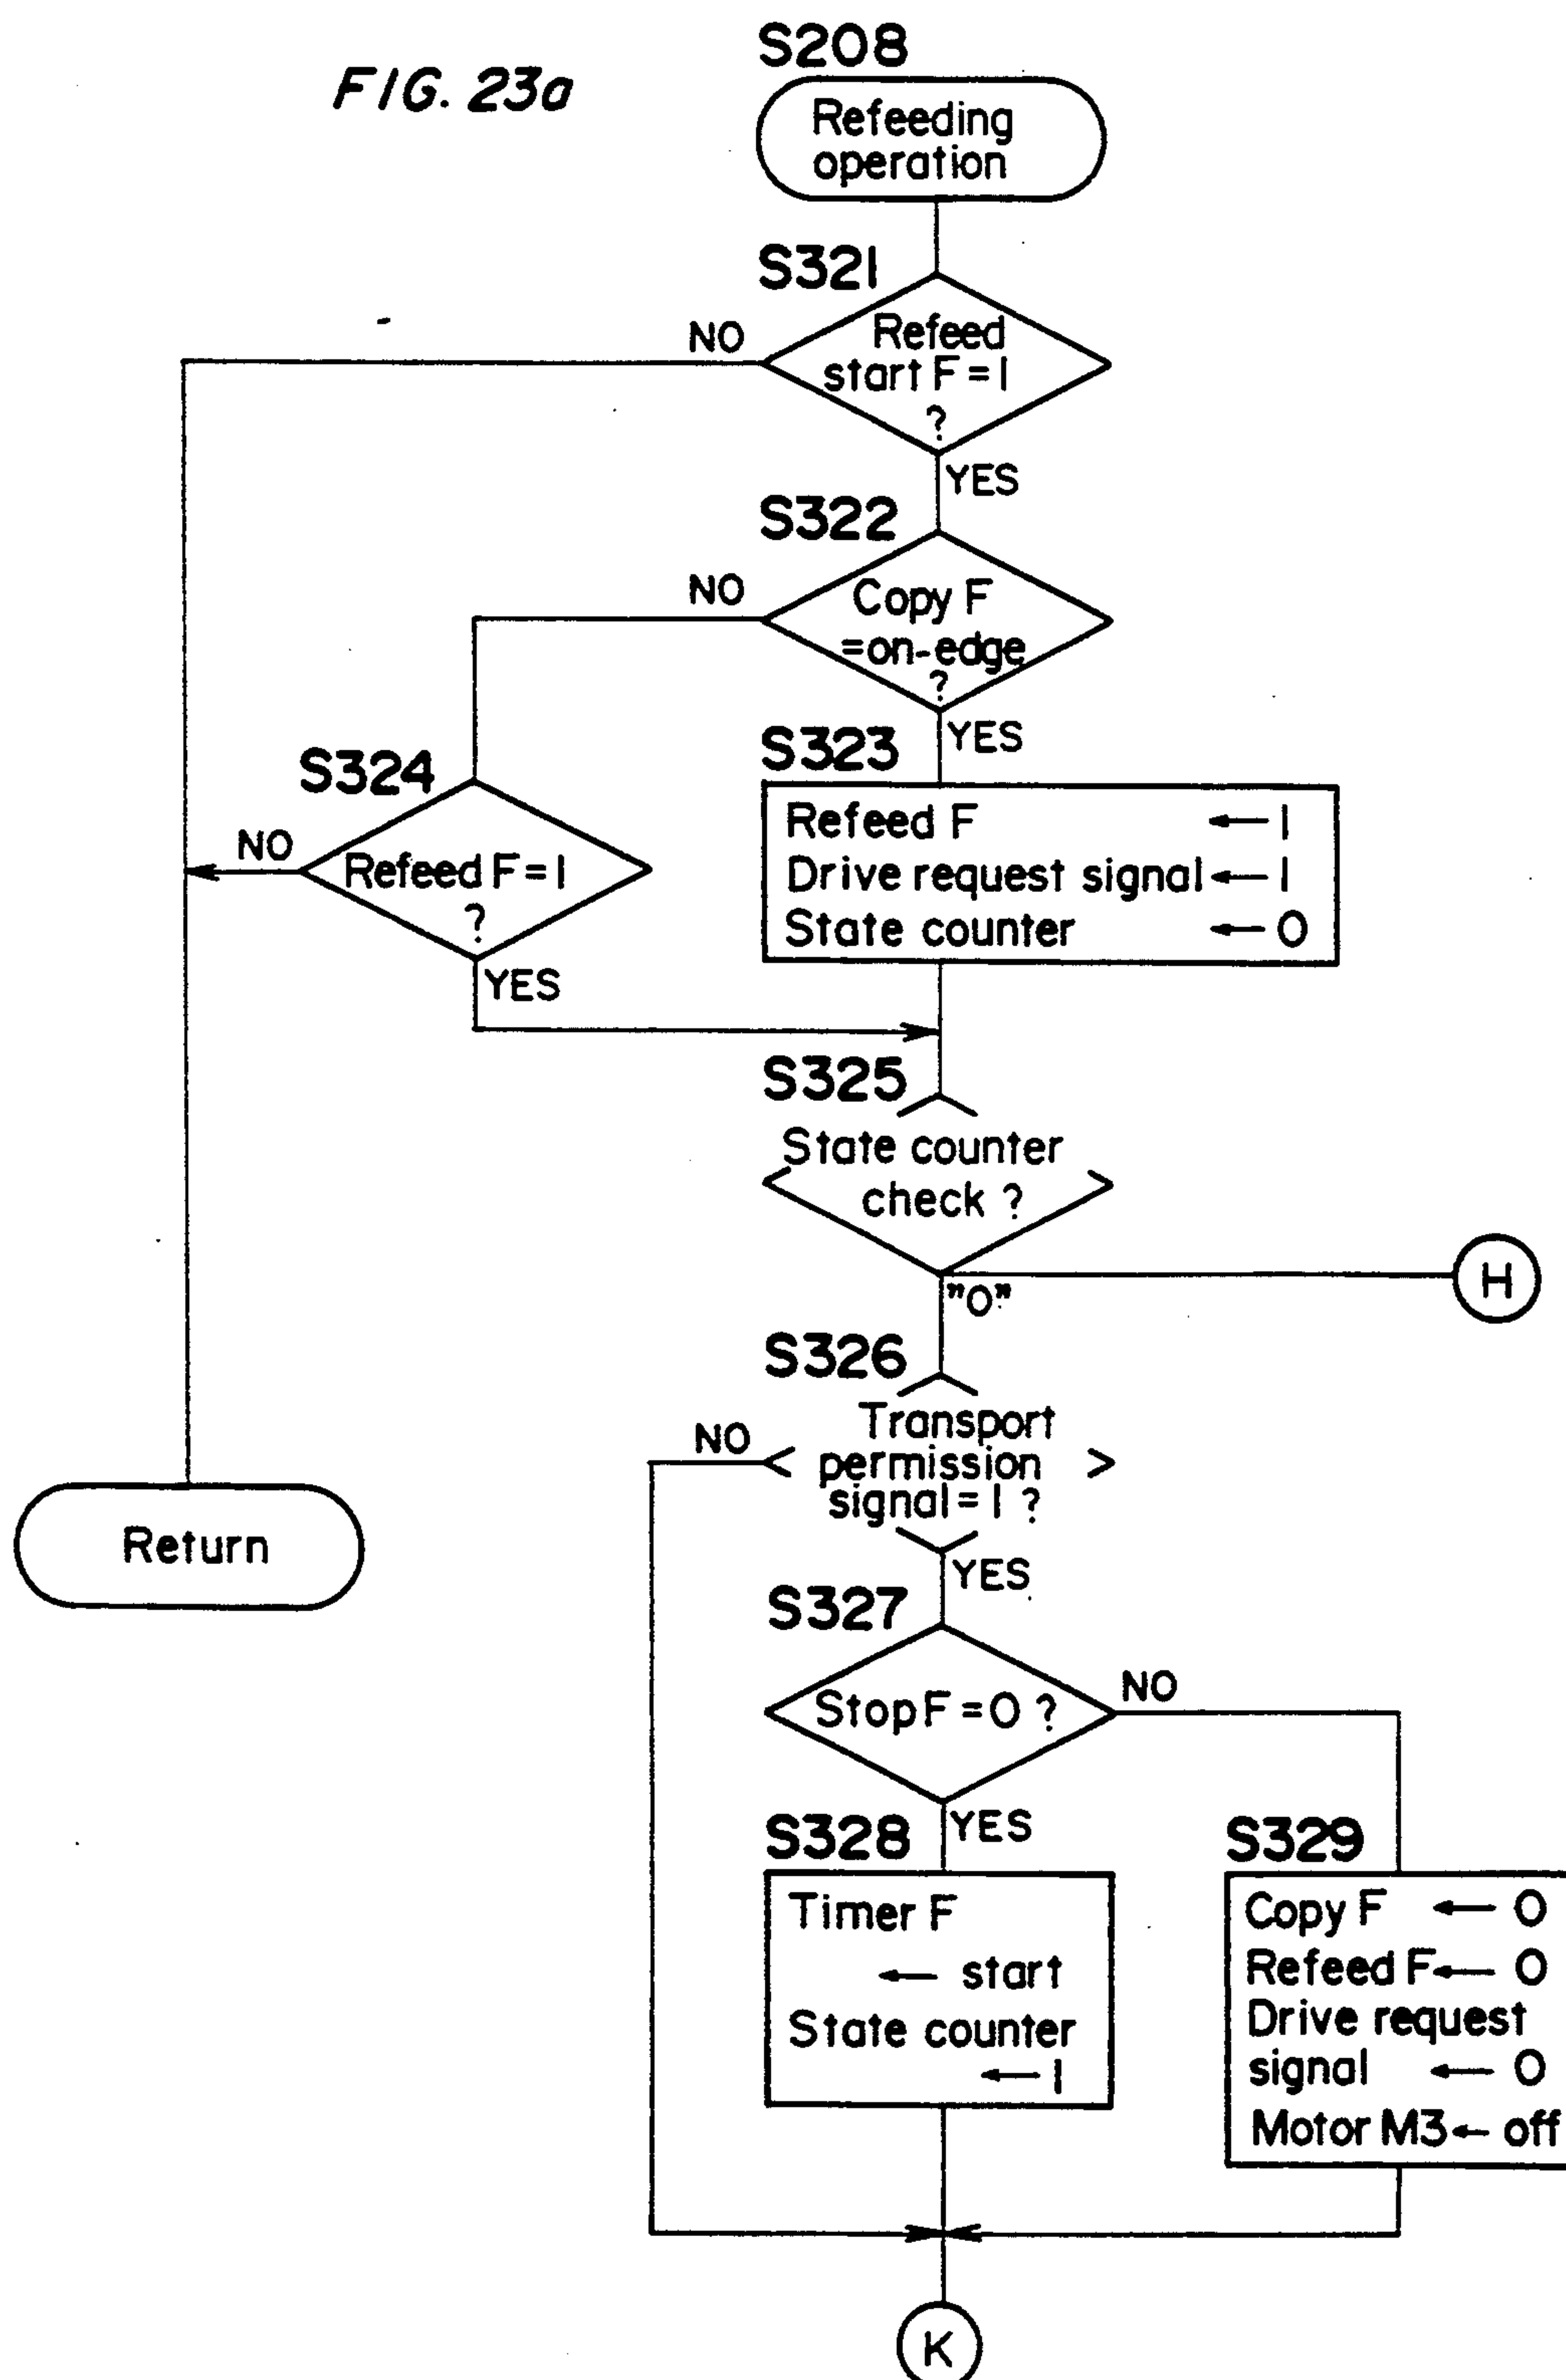 FIG. 23a
S208
Refeeding
operation
S321
NO
Refeed
start F=1
?
YES
S322
NO
Copy F
=on-edge
?
YES
S323
Refeed F ← 1
Drive request signal ← 1
State counter ← 0
S324
NO
Refeed F=1
?
YES
S325
State counter
check ?
H
"0"
S326
NO
Transport
permission
signal=1 ?
YES
Return
S327
Stop F=0 ?
NO
YES
S328
Timer F
← start
State counter
← 1
S329
Copy F ← 0
Refeed F ← 0
Drive request
signal ← 0
Motor M3 ← off
K